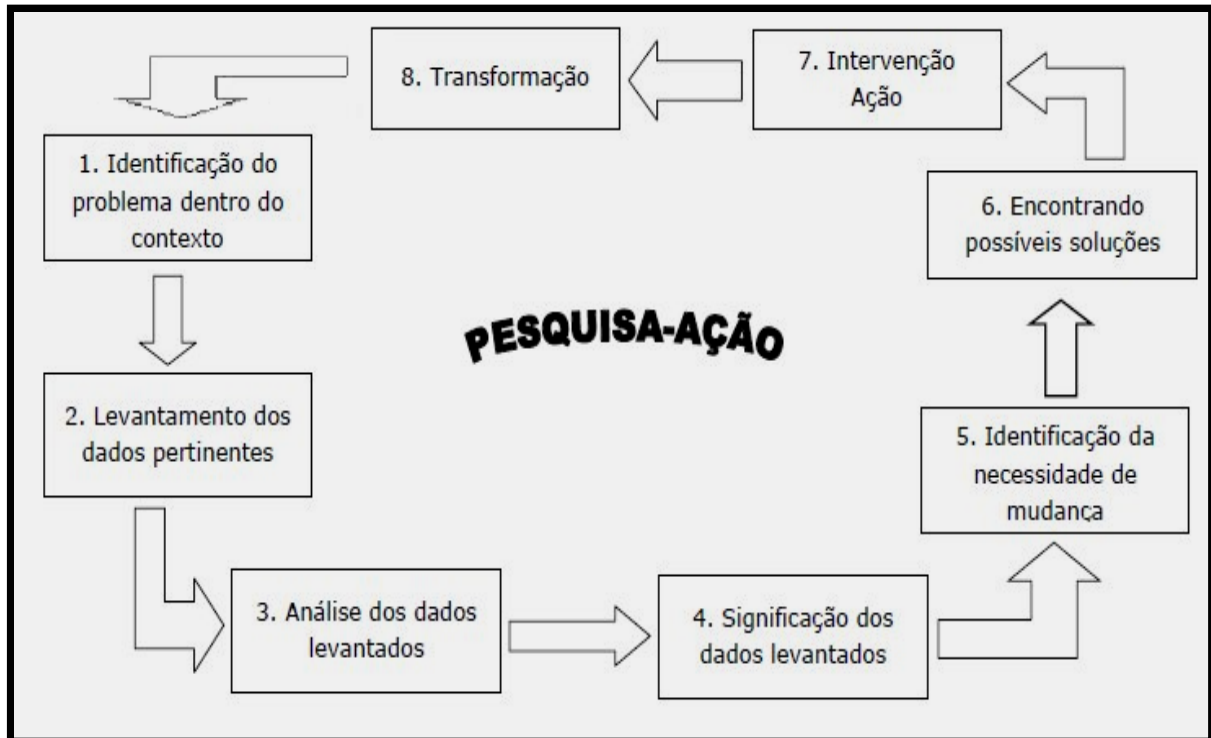 1. Identificação do
problema dentro do
contexto
2. Levantamento dos
dados pertinentes
3. Análise dos dados
levantados
4. Significação dos
dados levantados
5. Identificação da
necessidade de
mudança
6. Encontrando
possíveis soluções
7. Intervenção
Ação
8. Transformação
PESQUISA-AÇÃO